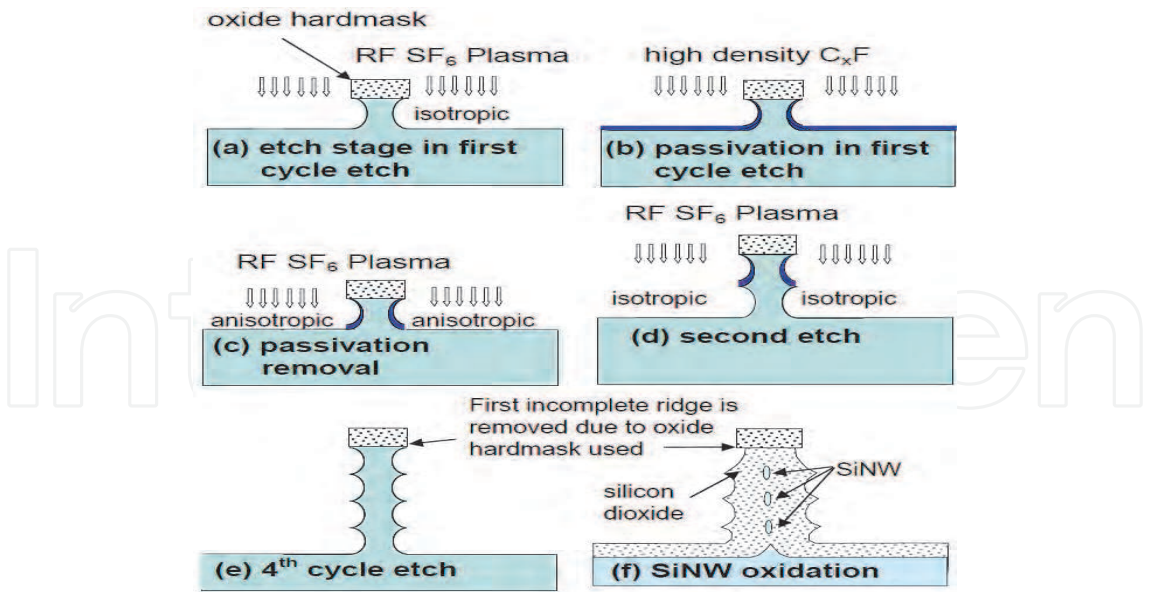 oxide hardmask
RF SF₆ Plasma
isotropic
(a) etch stage in first
cycle etch
high density CₓF
(b) passivation in first
cycle etch
RF SF₆ Plasma
anisotropic anisotropic
(c) passivation
removal
RF SF₆ Plasma
isotropic isotropic
(d) second etch
First incomplete ridge is
removed due to oxide
hardmask used
(e) 4ᵗʰ cycle etch
SiNW
silicon
dioxide
(f) SiNW oxidation